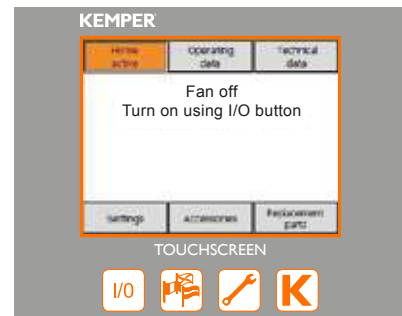 KEMPER
Home active
Operating data
Technical data
Fan off
Turn on using I/O button
settings
accessories
Replacement parts
TOUCHSCREEN
I/O
K